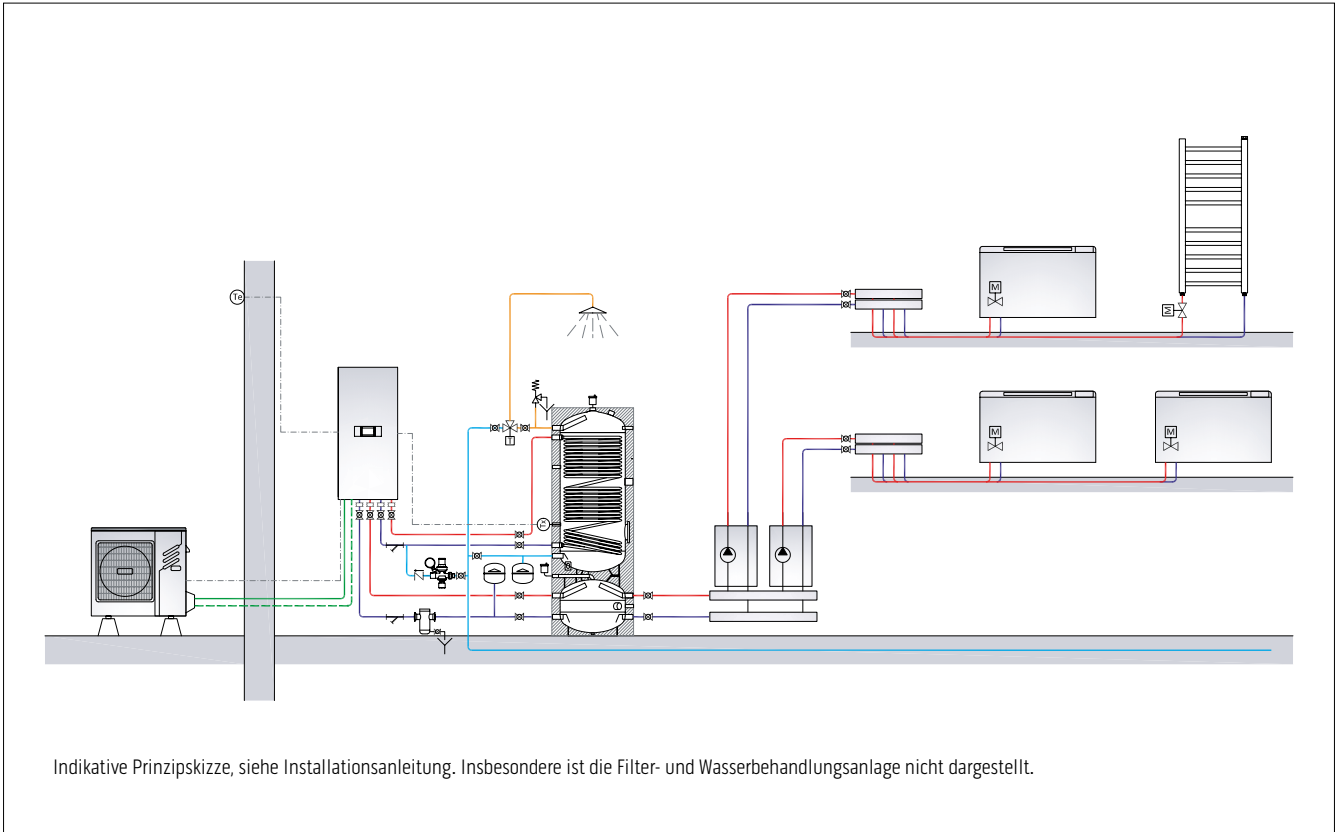 Te
M
M
M
M
Indikative Prinzipskizze, siehe Installationsanleitung. Insbesondere ist die Filter- und Wasserbehandlungsanlage nicht dargestellt.